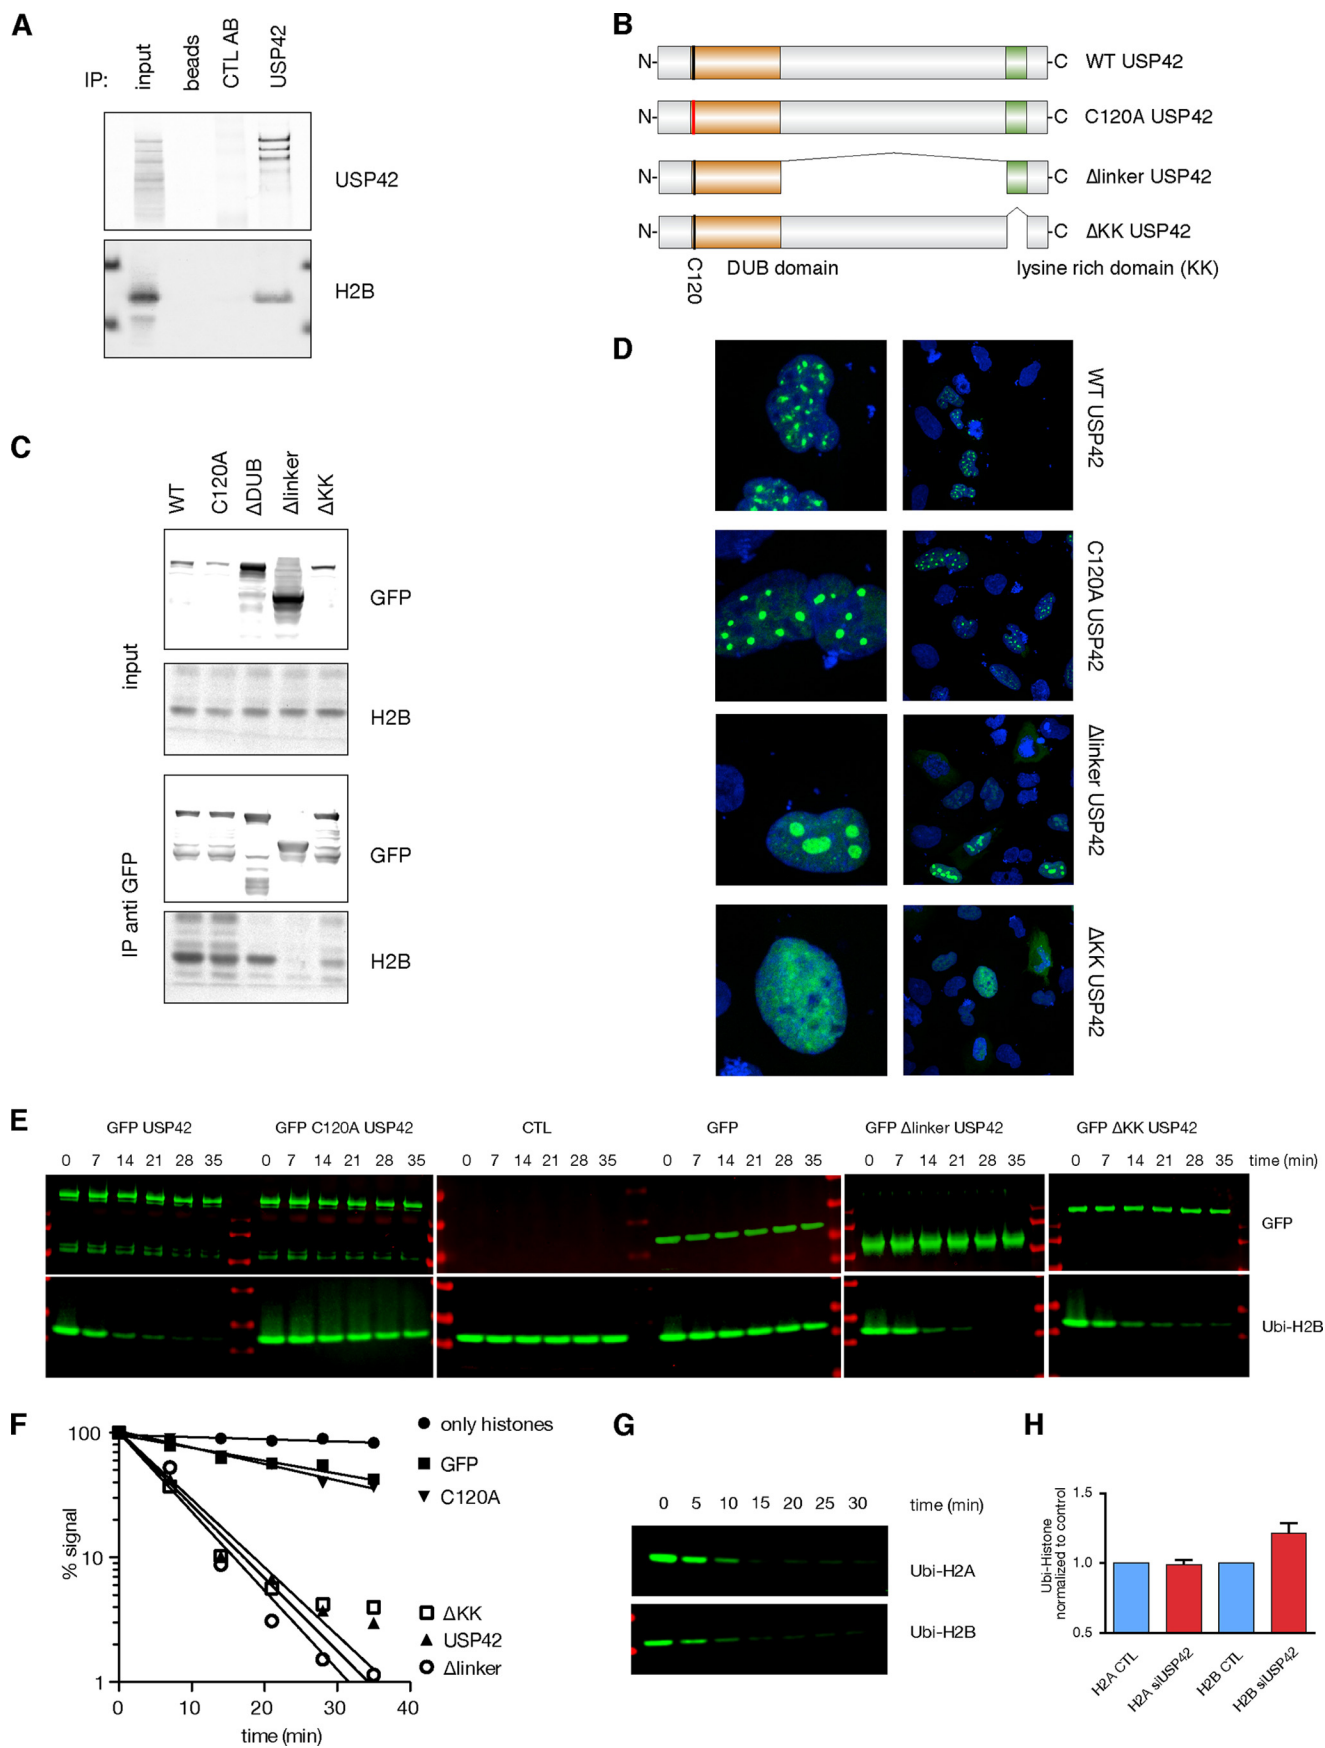 A
IP:
input
beads
CTL AB
USP42
USP42
H2B
B
N-
-C
WT USP42
N-
-C
C120A USP42
N-
-C
Δlinker USP42
N-
-C
ΔKK USP42
C120
DUB domain
lysine rich domain (KK)
C
WT
C120A
ΔDUB
Δlinker
ΔKK
input
GFP
H2B
IP anti GFP
GFP
H2B
D
WT USP42
C120A USP42
Δlinker USP42
ΔKK USP42
E
GFP USP42
GFP C120A USP42
CTL
GFP
GFP Δlinker USP42
GFP ΔKK USP42
0 7 14 21 28 35
0 7 14 21 28 35
0 7 14 21 28 35
0 7 14 21 28 35
0 7 14 21 28 35
0 7 14 21 28 35
time (min)
GFP
Ubi-H2B
F
100
10
1
% signal
0 10 20 30 40
time (min)
only histones
GFP
C120A
ΔKK
USP42
Δlinker
G
0 5 10 15 20 25 30
time (min)
Ubi-H2A
Ubi-H2B
H
Ubi-Histone
normalized to control
1.5
1.0
0.5
H2A CTL
H2A siUSP42
H2B CTL
H2B siUSP42